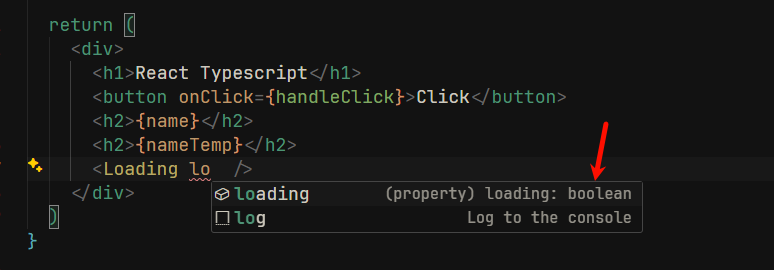 return (
<div>
<h1>React Typescript</h1>
<button onClick={handleClick}>Click</button>
<h2>{name}</h2>
<h2>{nameTemp}</h2>
<Loading lo  />
</div>
loading (property) loading: boolean
log Log to the console
)
}